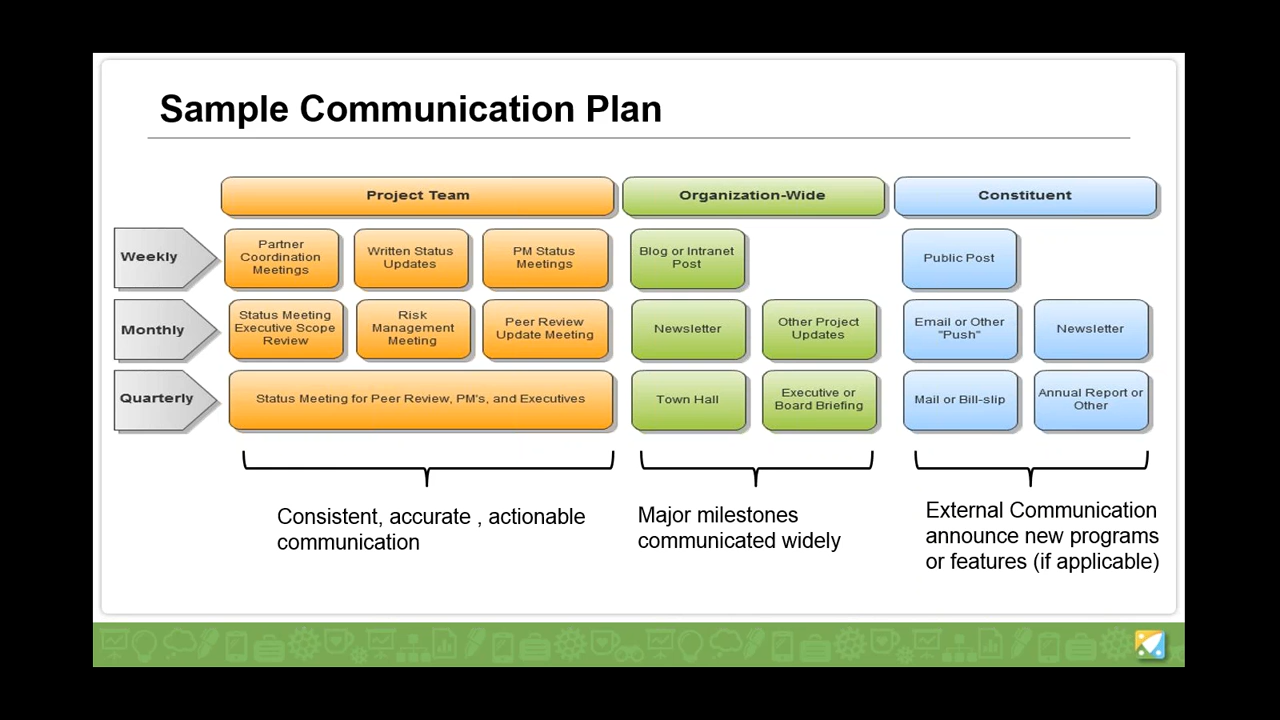 Sample Communication Plan
Project Team
Organization-Wide
Constituent
Weekly
Partner
Coordination
Meetings
Written Status
Updates
PM Status
Meetings
Blog or Intranet
Post
Public Post
Monthly
Status Meeting
Executive Scope
Review
Risk
Management
Meeting
Peer Review
Update Meeting
Newsletter
Other Project
Updates
Email or Other
"Push"
Newsletter
Quarterly
Status Meeting for Peer Review, PM's, and Executives
Town Hall
Executive or
Board Briefing
Mail or Bill-slip
Annual Report or
Other
Consistent, accurate , actionable
communication
Major milestones
communicated widely
External Communication
announce new programs
or features (if applicable)